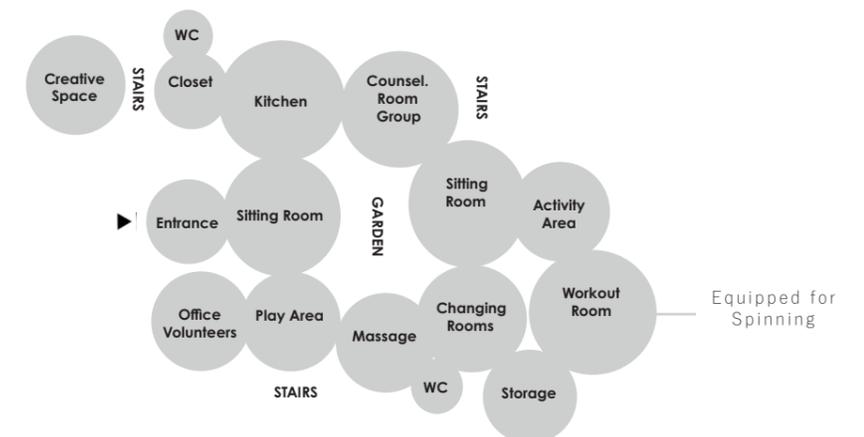 WC
Creative
Space
STAIRS
Closet
Kitchen
Counsel.
Room
Group
STAIRS
Sitting
Room
Activity
Area
Entrance
Sitting Room
GARDEN
Office
Volunteers
Play Area
Massage
Changing
Rooms
Workout
Room
Equipped for
Spinning
STAIRS
WC
Storage